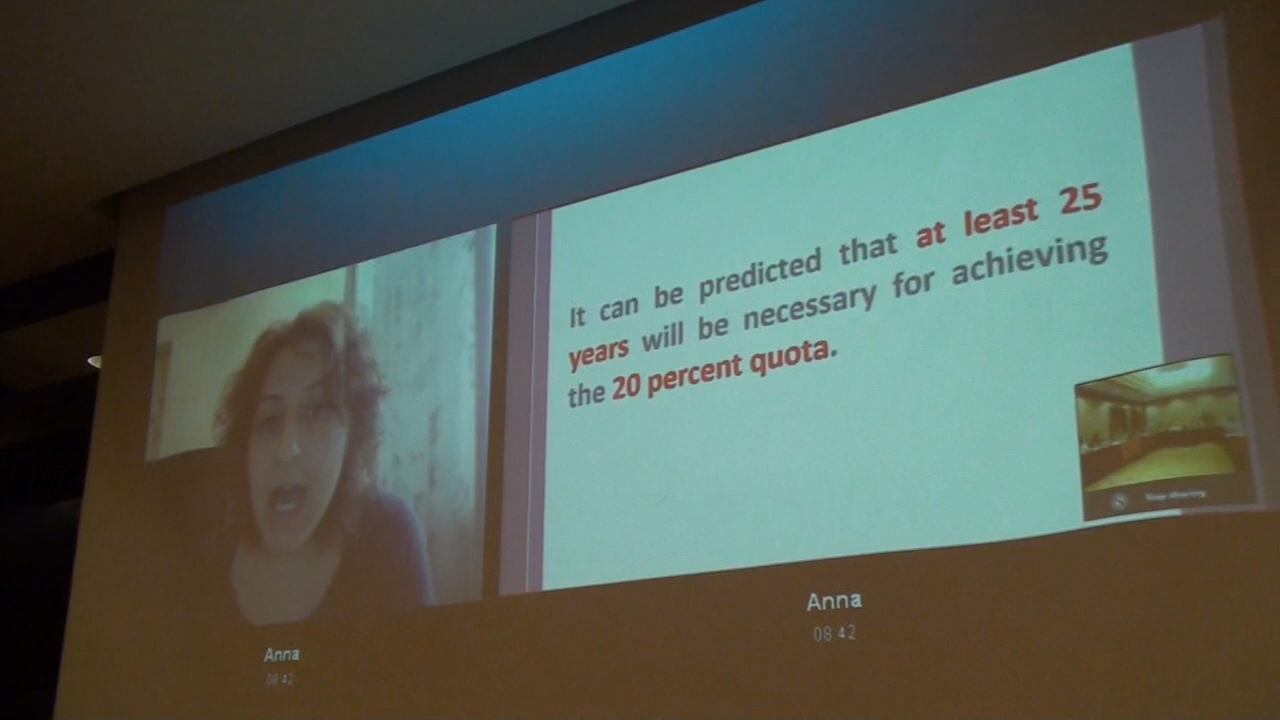 It can be predicted that at least 25
years will be necessary for achieving
the 20 percent quota.
Anna
08:42
Anna
08:42